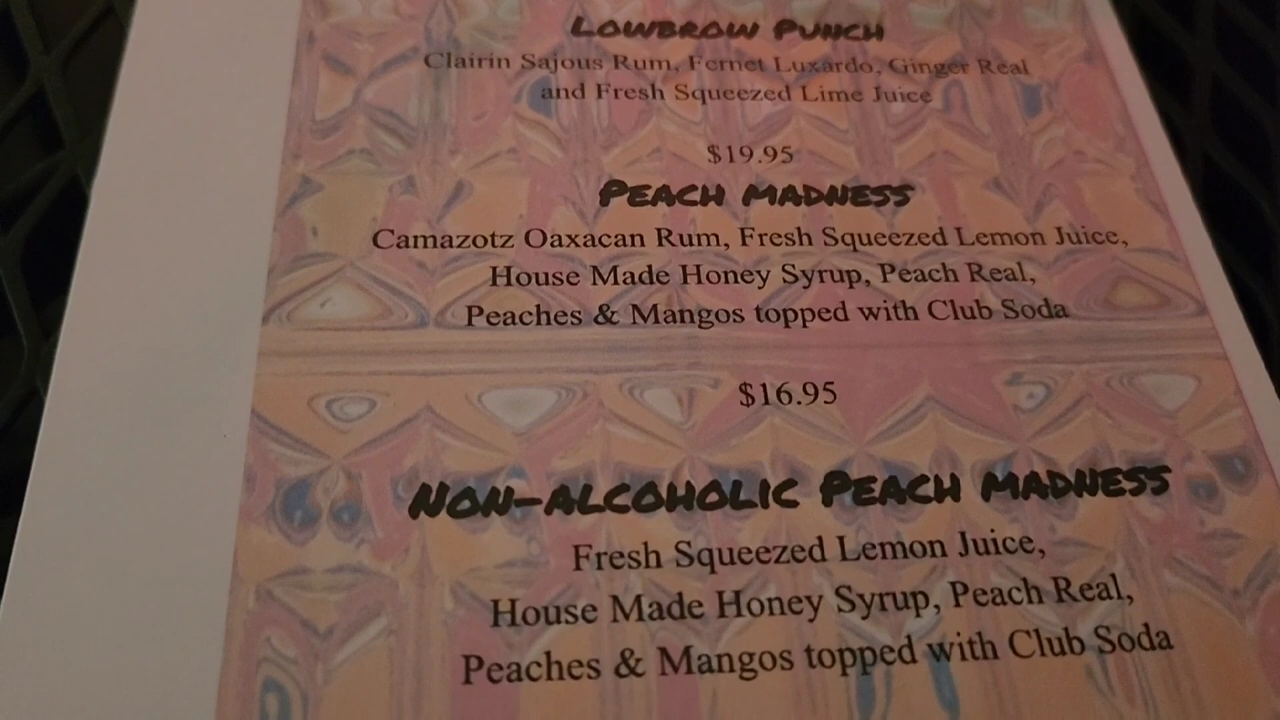 LOWBROW PUNCH
Clairin Sajous Rum, Fernet Luxardo, Ginger Real
and Fresh Squeezed Lime Juice
$19.95
PEACH MADNESS
Camazotz Oaxacan Rum, Fresh Squeezed Lemon Juice,
House Made Honey Syrup, Peach Real,
Peaches & Mangos topped with Club Soda
$16.95
NON-ALCOHOLIC PEACH MADNESS
Fresh Squeezed Lemon Juice,
House Made Honey Syrup, Peach Real,
Peaches & Mangos topped with Club Soda